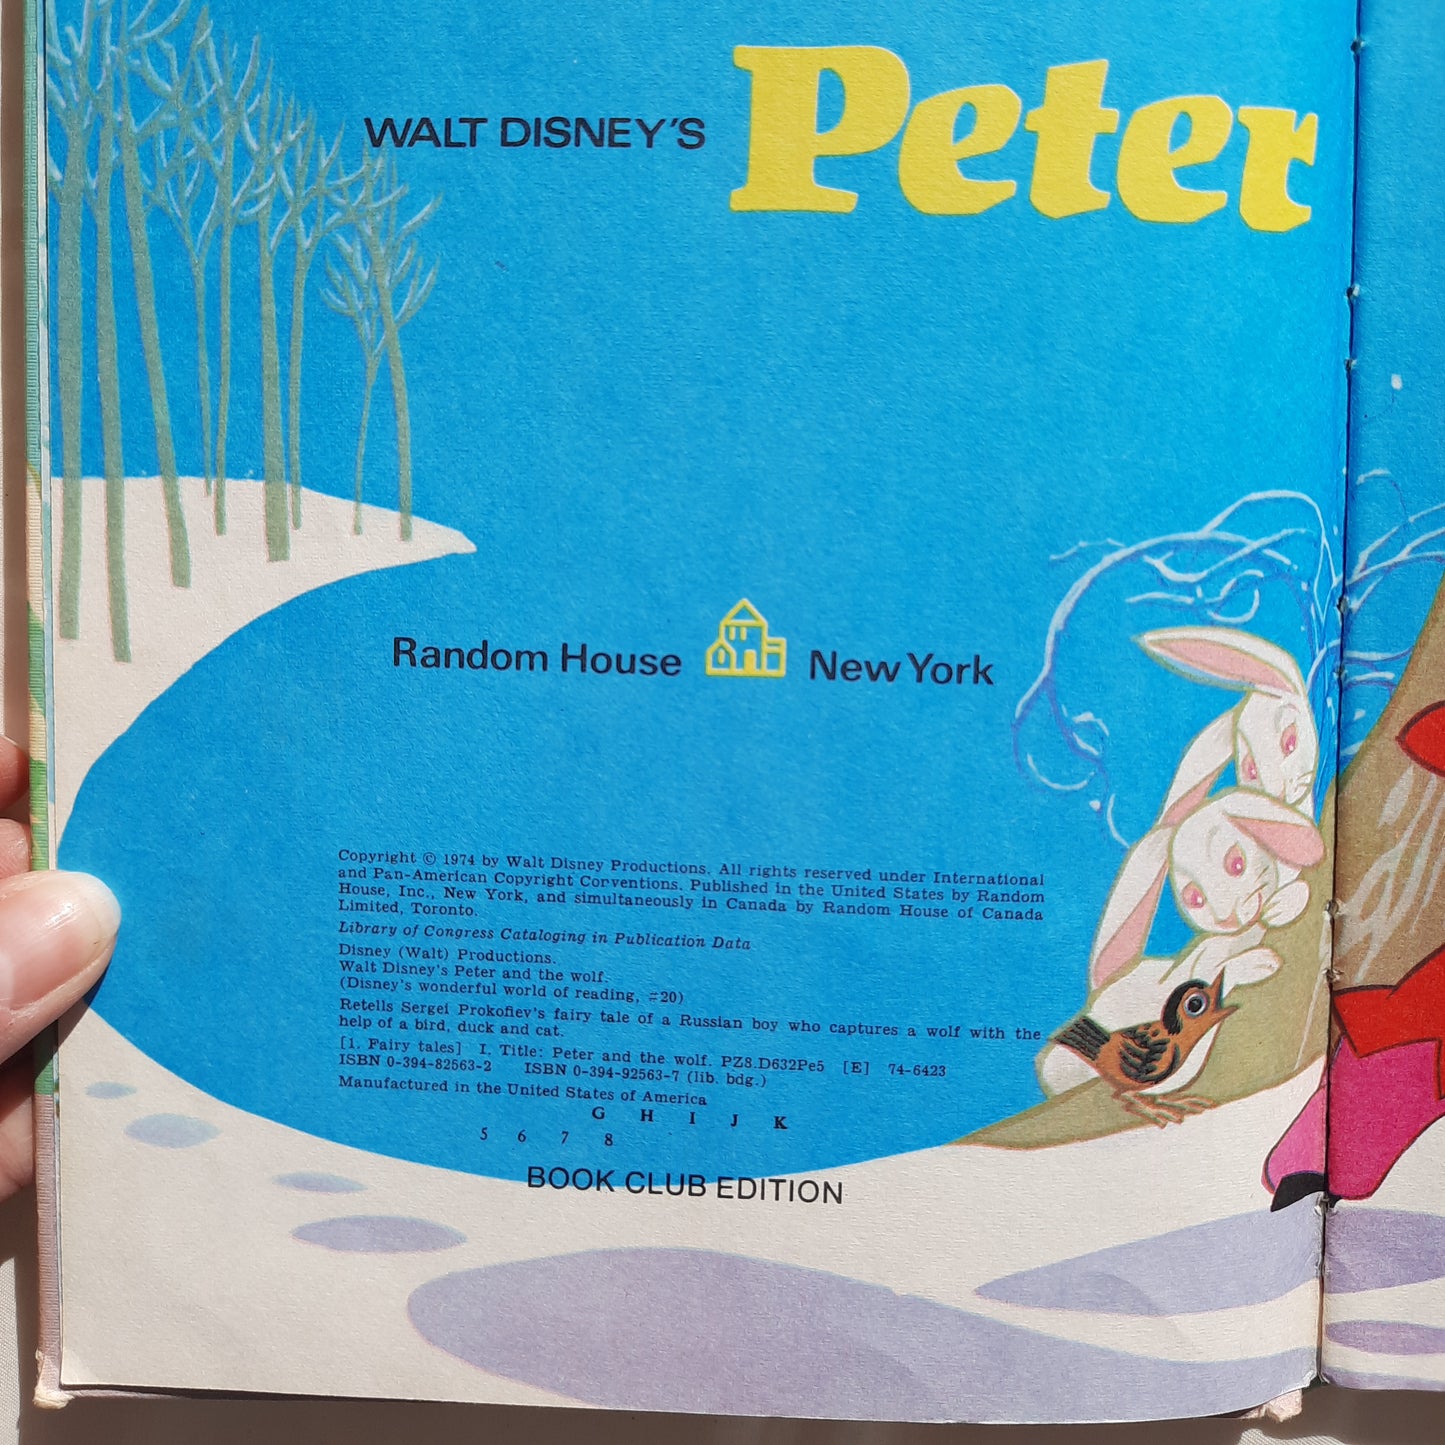 WALT DISNEY'S Peter
Random House New York
Copyright © 1974 by Walt Disney Productions. All rights reserved under International
and Pan-American Copyright Corventions. Published in the United States by Random
House, Inc., New York, and simultaneously in Canada by Random House of Canada
Limited, Toronto.
Library of Congress Cataloging in Publication Data
Disney (Walt) Productions.
Walt Disney's Peter and the wolf.
(Disney's wonderful world of reading, #20)
Retells Sergei Prokofiev's fairy tale of a Russian boy who captures a wolf with the
help of a bird, duck and cat.
[1. Fairy tales] I. Title: Peter and the wolf. PZ8.D632Pe5 [E] 74-6423
ISBN 0-394-82563-2 ISBN 0-394-92563-7 (lib. bdg.)
Manufactured in the United States of America
G H I J K
5 6 7 8
BOOK CLUB EDITION